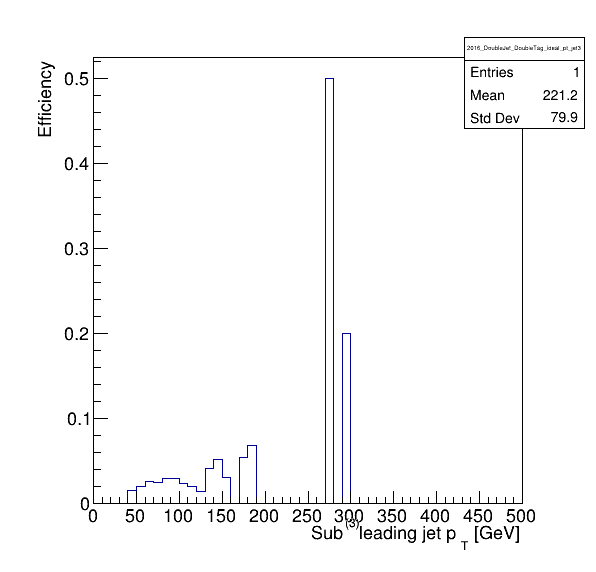 2016_DoubleJet_DoubleTag_ideal_pt_jet3
Entries 1
Mean 221.2
Std Dev 79.9
Efficiency
0.5
0.4
0.3
0.2
0.1
0
0 50 100 150 200 250 300 350 400 450 500
Sub(3)leading jet pT [GeV]